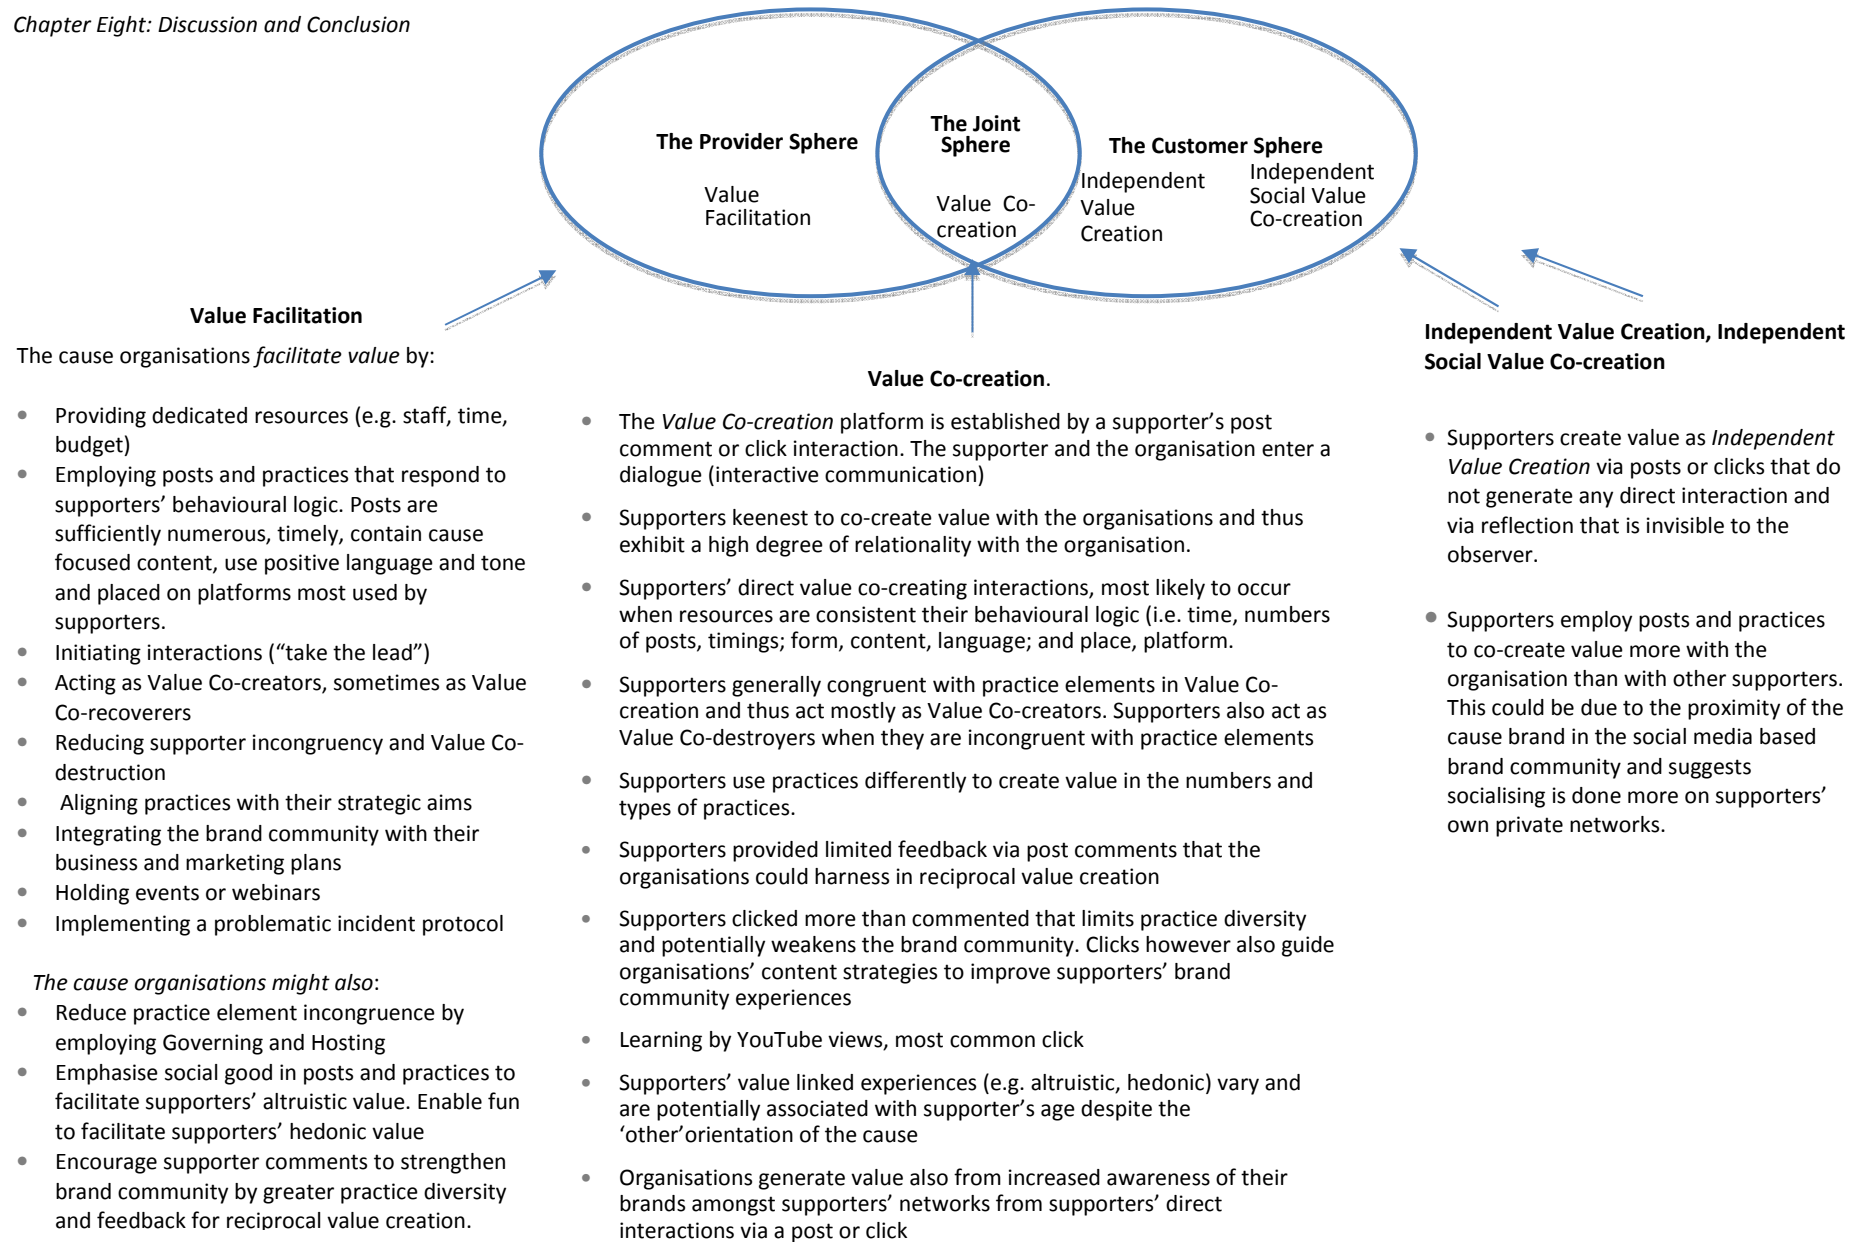 Chapter Eight: Discussion and Conclusion
The Provider Sphere
Value
Facilitation
The Joint
Sphere
Value  Co-
creation
The Customer Sphere
Independent
Value
Creation
Independent
Social Value
Co-creation
Value Facilitation
The cause organisations facilitate value by:
• Providing dedicated resources (e.g. staff, time,
budget)
• Employing posts and practices that respond to
supporters’ behavioural logic. Posts are
sufficiently numerous, timely, contain cause
focused content, use positive language and tone
and placed on platforms most used by
supporters.
• Initiating interactions (“take the lead”)
• Acting as Value Co-creators, sometimes as Value
Co-recoverers
• Reducing supporter incongruency and Value Co-
destruction
• Aligning practices with their strategic aims
• Integrating the brand community with their
business and marketing plans
• Holding events or webinars
• Implementing a problematic incident protocol
The cause organisations might also:
• Reduce practice element incongruence by
employing Governing and Hosting
• Emphasise social good in posts and practices to
facilitate supporters’ altruistic value. Enable fun
to facilitate supporters’ hedonic value
• Encourage supporter comments to strengthen
brand community by greater practice diversity
and feedback for reciprocal value creation.
Value Co-creation.
• The Value Co-creation platform is established by a supporter’s post
comment or click interaction. The supporter and the organisation enter a
dialogue (interactive communication)
• Supporters keenest to co-create value with the organisations and thus
exhibit a high degree of relationality with the organisation.
• Supporters’ direct value co-creating interactions, most likely to occur
when resources are consistent their behavioural logic (i.e. time, numbers
of posts, timings; form, content, language; and place, platform.
• Supporters generally congruent with practice elements in Value Co-
creation and thus act mostly as Value Co-creators. Supporters also act as
Value Co-destroyers when they are incongruent with practice elements
• Supporters use practices differently to create value in the numbers and
types of practices.
• Supporters provided limited feedback via post comments that the
organisations could harness in reciprocal value creation
• Supporters clicked more than commented that limits practice diversity
and potentially weakens the brand community. Clicks however also guide
organisations’ content strategies to improve supporters’ brand
community experiences
• Learning by YouTube views, most common click
• Supporters’ value linked experiences (e.g. altruistic, hedonic) vary and
are potentially associated with supporter’s age despite the
‘other’orientation of the cause
• Organisations generate value also from increased awareness of their
brands amongst supporters’ networks from supporters’ direct
interactions via a post or click
Independent Value Creation, Independent
Social Value Co-creation
• Supporters create value as Independent
Value Creation via posts or clicks that do
not generate any direct interaction and
via reflection that is invisible to the
observer.
• Supporters employ posts and practices
to co-create value more with the
organisation than with other supporters.
This could be due to the proximity of the
cause brand in the social media based
brand community and suggests
socialising is done more on supporters’
own private networks.